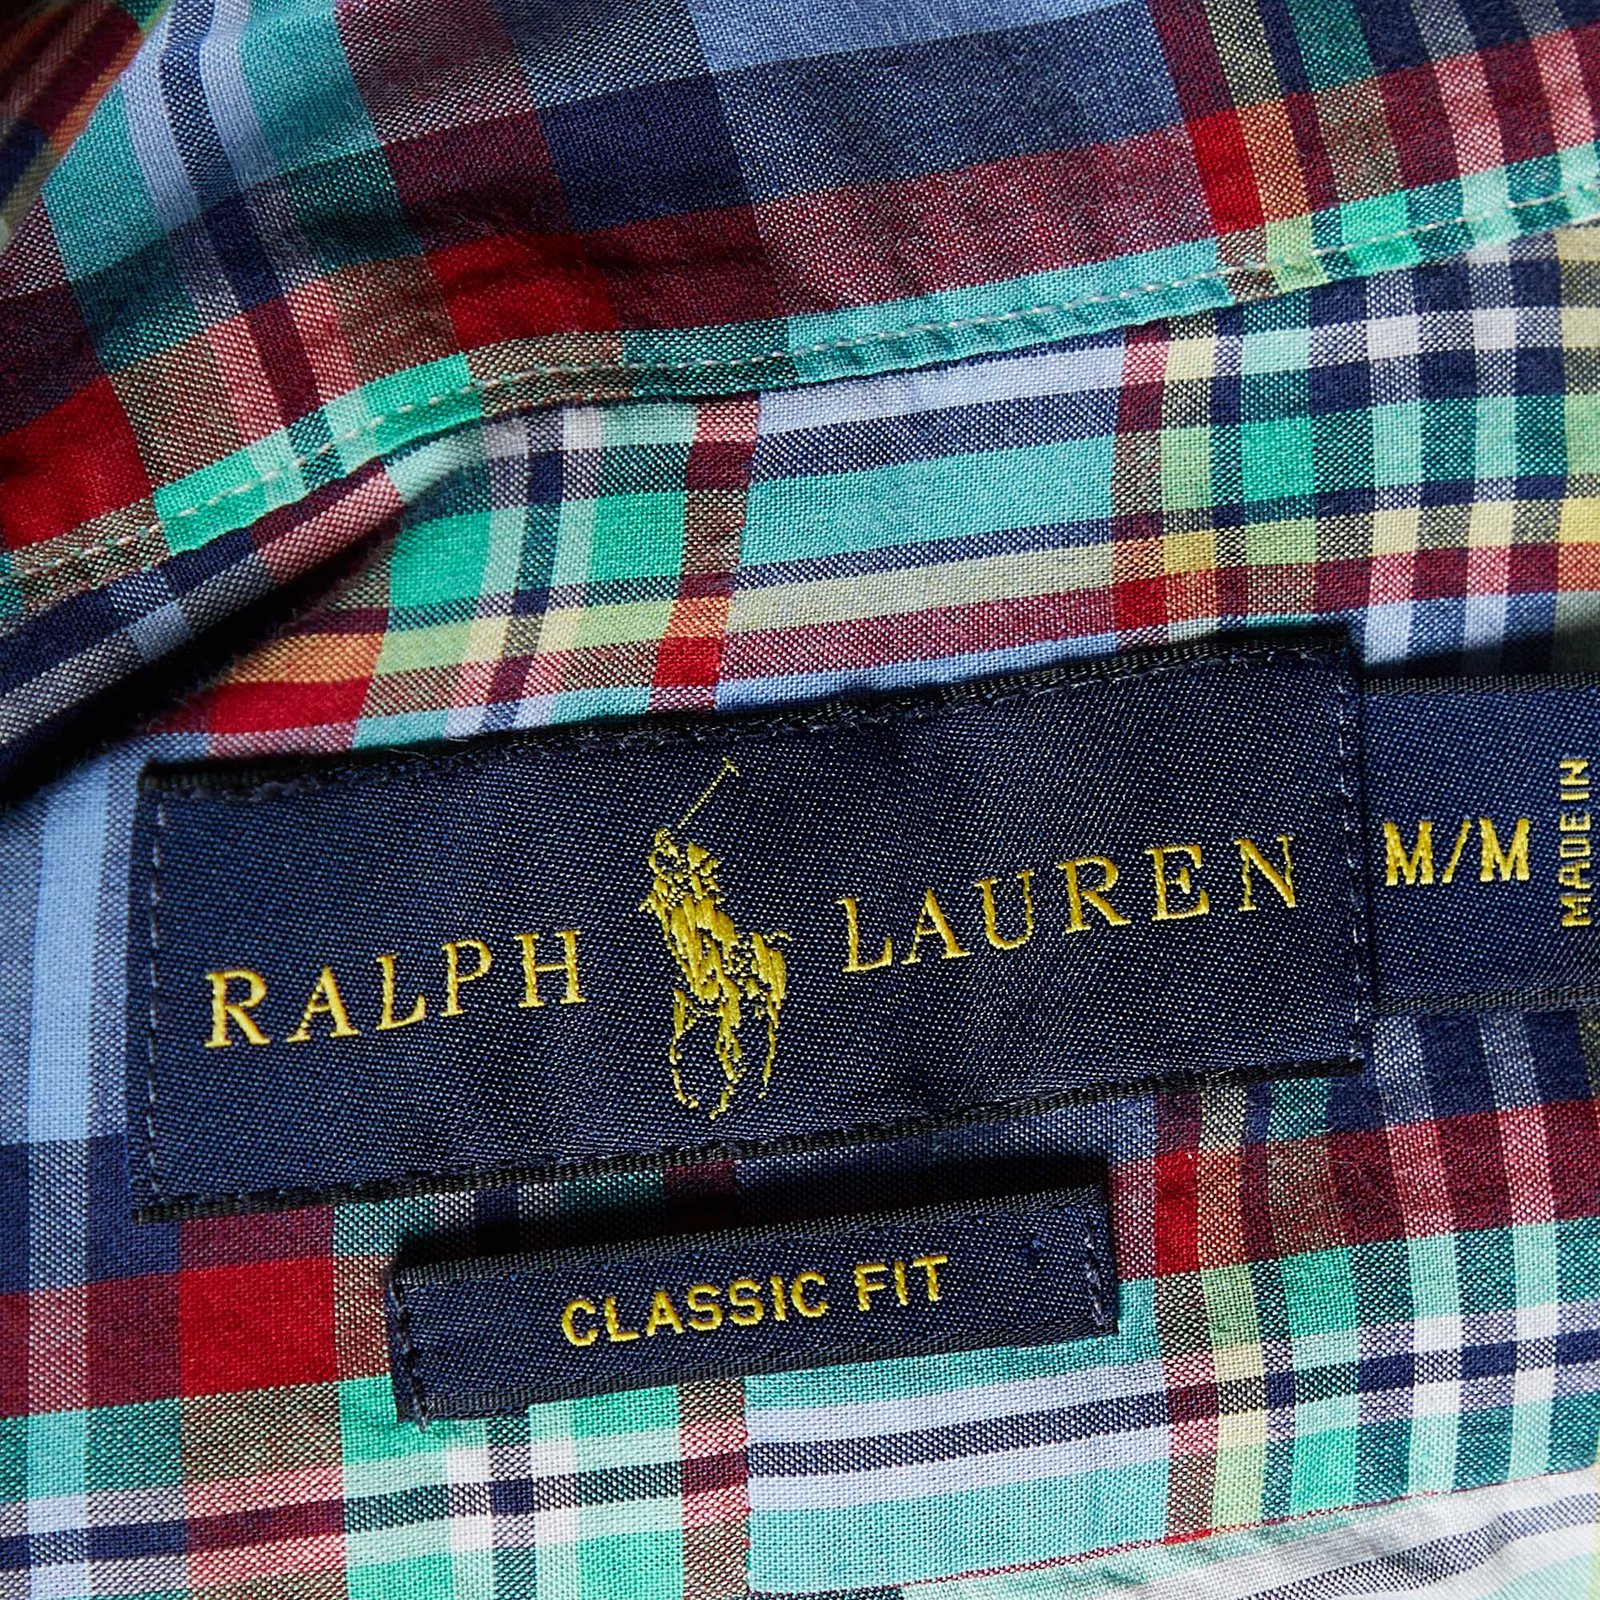 RALPH LAUREN
M/M
MADE IN
CLASSIC FIT